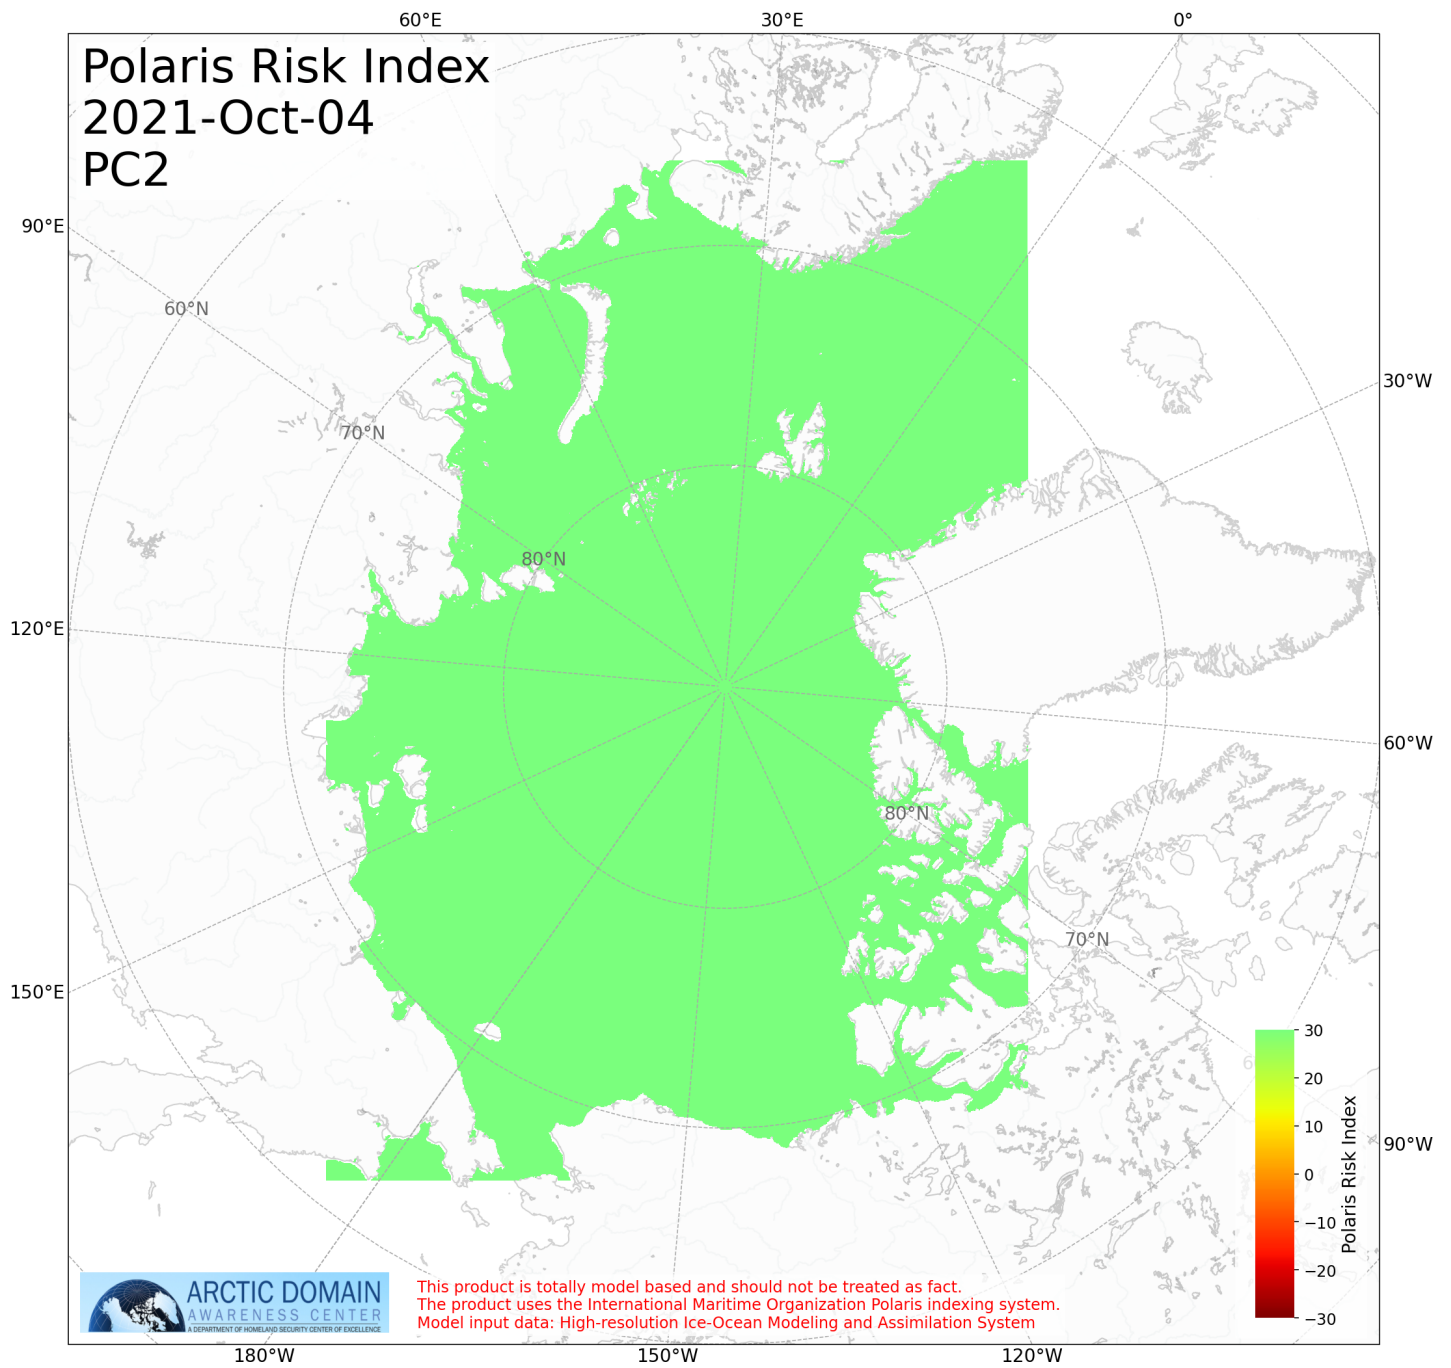 60°E 30°E 0°
Polaris Risk Index
2021-Oct-04
PC2
90°E
60°N
30°W
70°N
80°N
120°E
60°W
80°N
70°N
150°E
30
20
10
0
−10
−20
−30
Polaris Risk Index
90°W
ARCTIC DOMAIN
AWARENESS CENTER
A DEPARTMENT OF HOMELAND SECURITY CENTER OF EXCELLENCE
This product is totally model based and should not be treated as fact.
The product uses the International Maritime Organization Polaris indexing system.
Model input data: High-resolution Ice-Ocean Modeling and Assimilation System
180°W 150°W 120°W